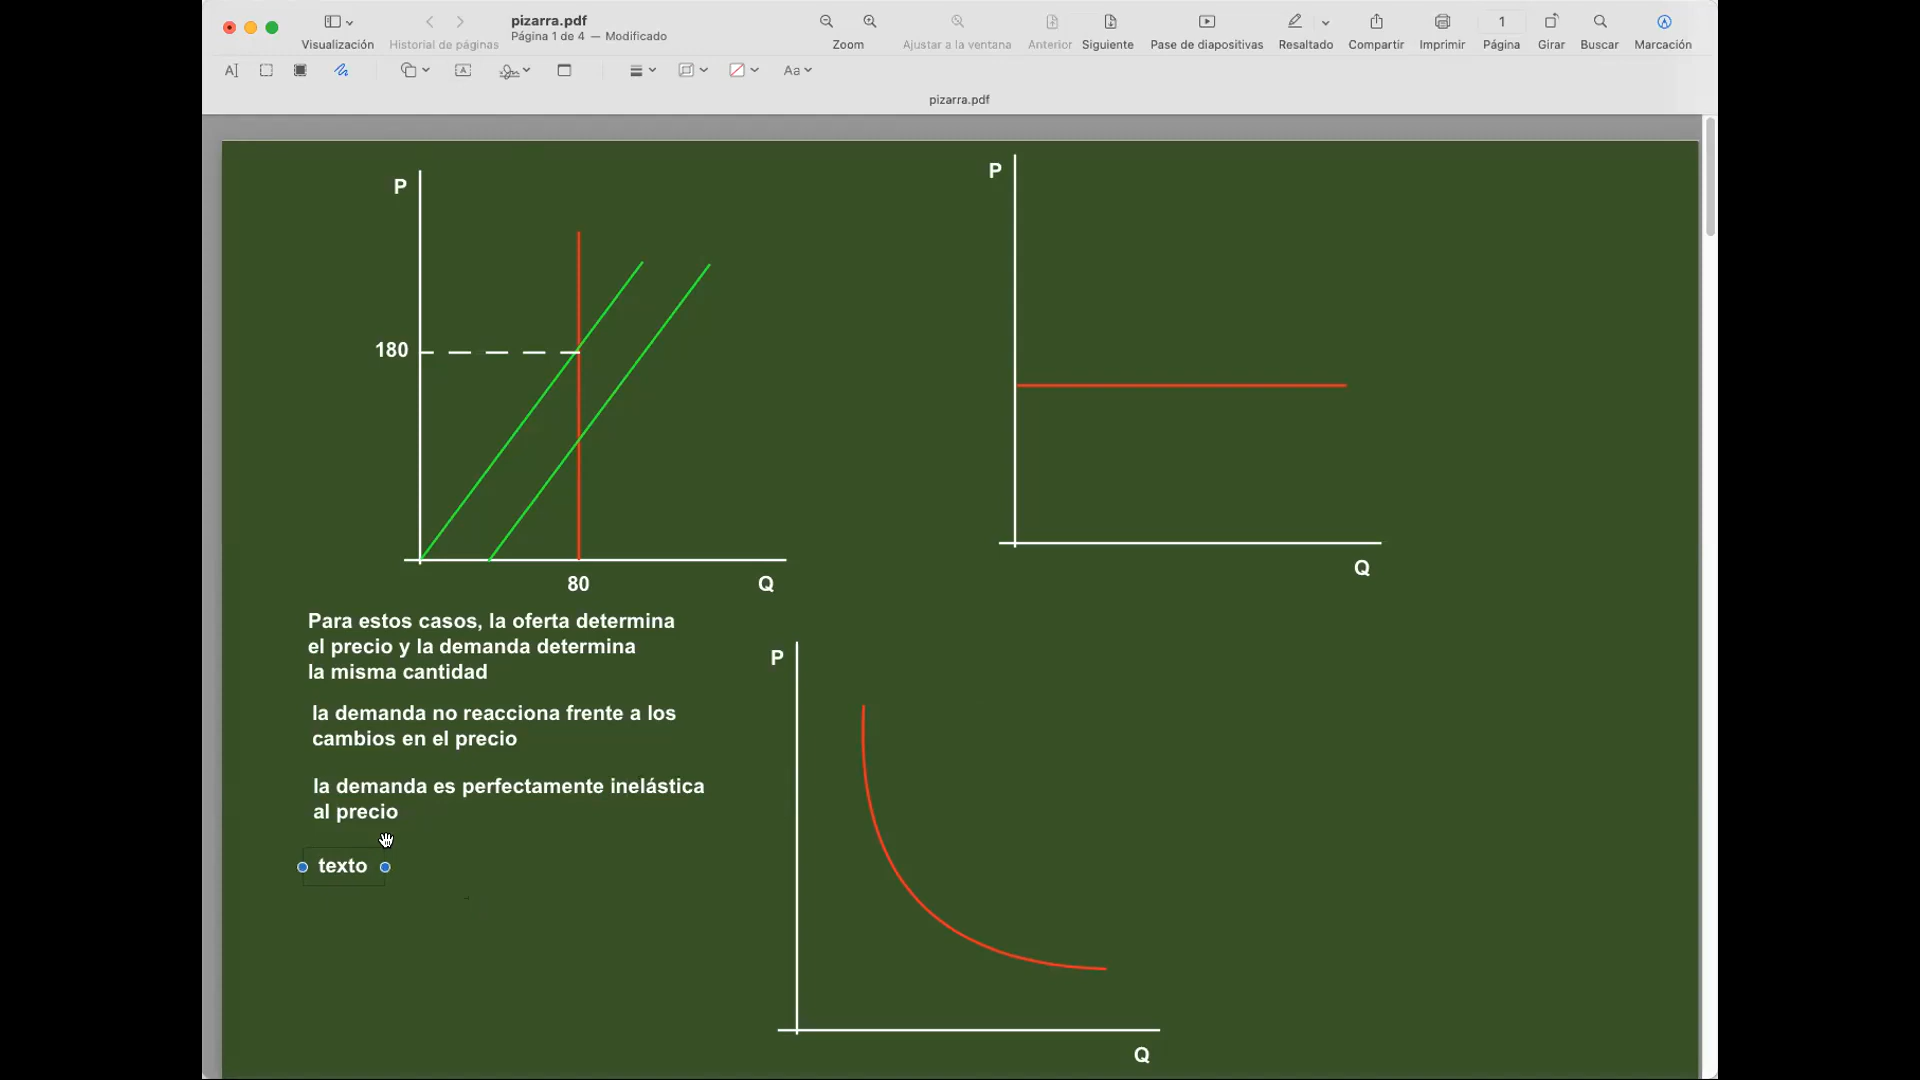 pizarra.pdf
Página 1 de 4 — Modificado
Visualización
Historial de páginas
Zoom
Ajustar a la ventana
Anterior
Siguiente
Pase de diapositivas
Resaltado
Compartir
Imprimir
1
Página
Girar
Buscar
Marcación
A
Aa
pizarra.pdf
P
180
80
Q
P
Q
Para estos casos, la oferta determina
el precio y la demanda determina
la misma cantidad
la demanda no reacciona frente a los
cambios en el precio
la demanda es perfectamente inelástica
al precio
texto
P
Q